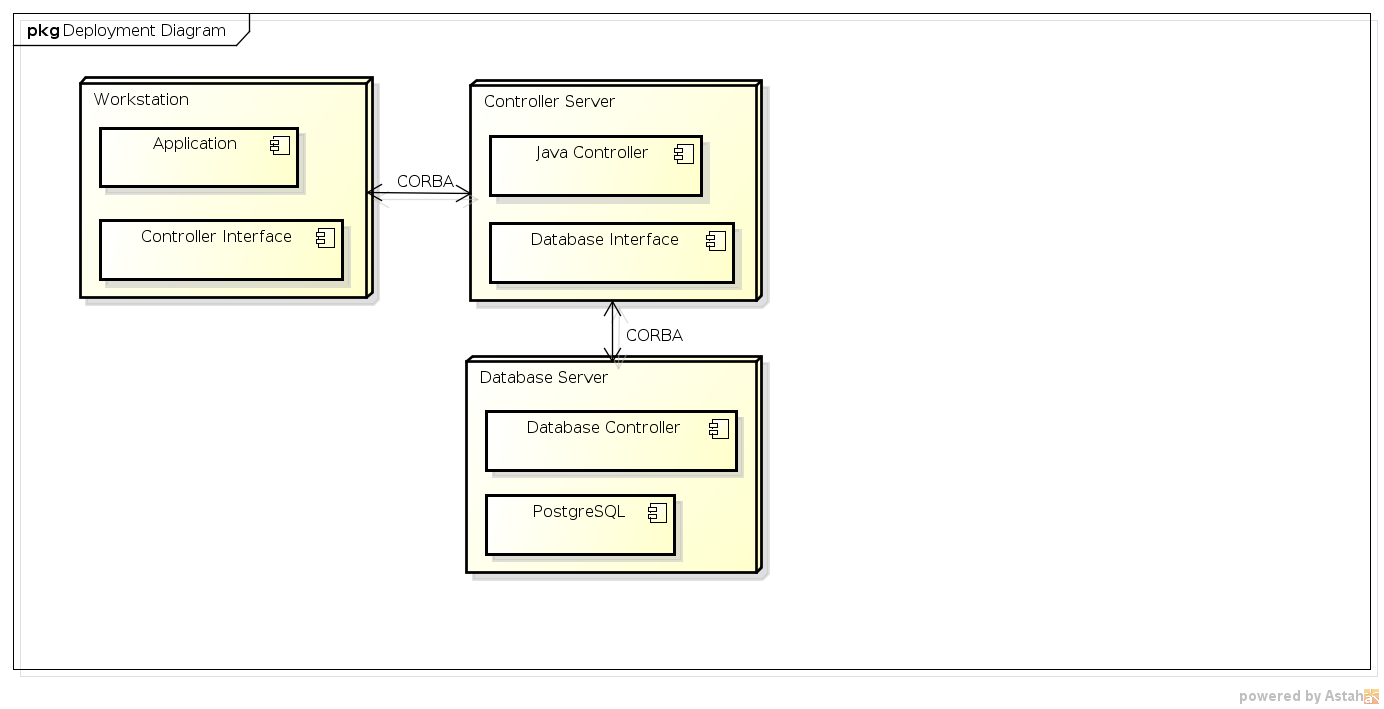 pkg Deployment Diagram
Workstation
Application
Controller Interface
CORBA
Controller Server
Java Controller
Database Interface
CORBA
Database Server
Database Controller
PostgreSQL
powered by Astah